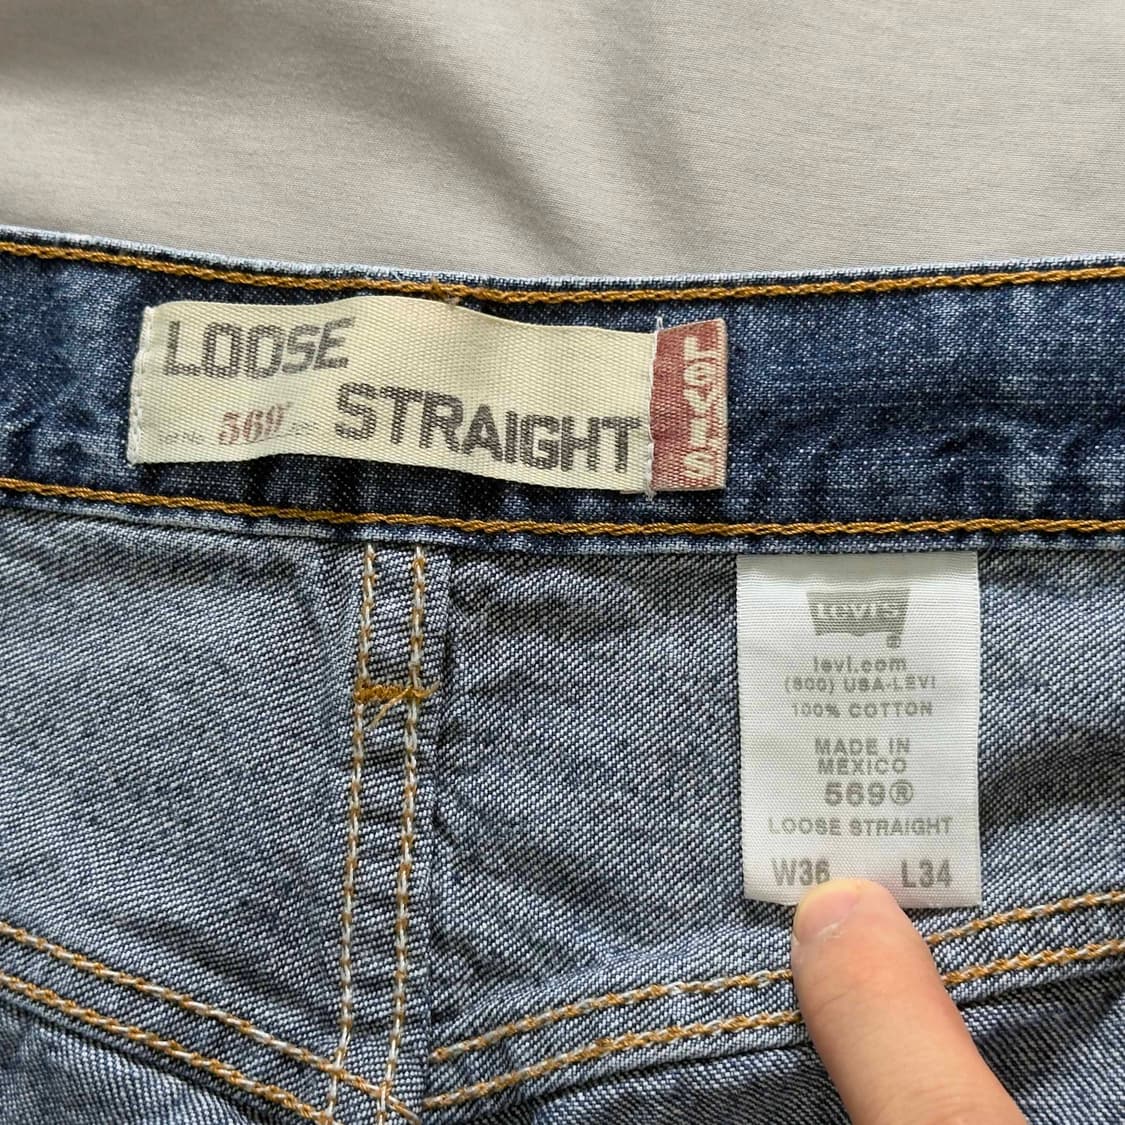 LOOSE
569
STRAIGHT
LEVI'S
LEVI'S
levi.com
(800) USA-LEVI
100% COTTON
MADE IN
MEXICO
569®
LOOSE STRAIGHT
W36 L34